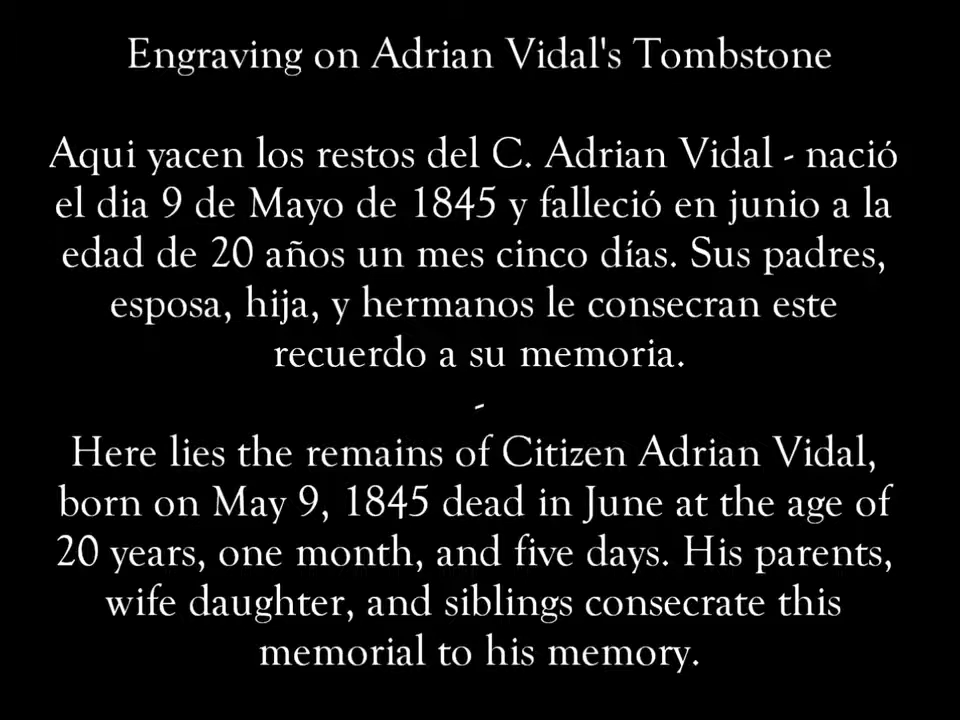 Engraving on Adrian Vidal's Tombstone
Aqui yacen los restos del C. Adrian Vidal - nació
el dia 9 de Mayo de 1845 y falleció en junio a la
edad de 20 años un mes cinco días. Sus padres,
esposa, hija, y hermanos le consecran este
recuerdo a su memoria.
-
Here lies the remains of Citizen Adrian Vidal,
born on May 9, 1845 dead in June at the age of
20 years, one month, and five days. His parents,
wife daughter, and siblings consecrate this
memorial to his memory.